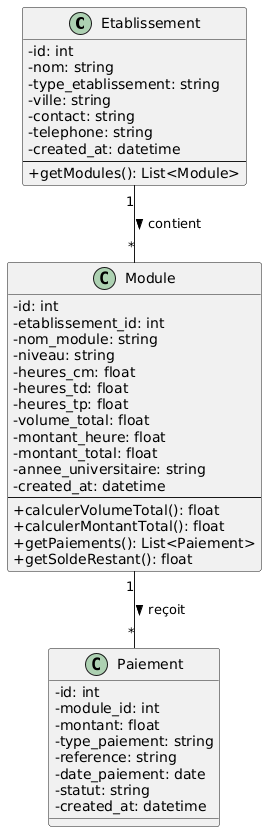 C Etablissement
-id: int
-nom: string
-type_etablissement: string
-ville: string
-contact: string
-telephone: string
-created_at: datetime
+getModules(): List<Module>
1
contient
*
C Module
-id: int
-etablissement_id: int
-nom_module: string
-niveau: string
-heures_cm: float
-heures_td: float
-heures_tp: float
-volume_total: float
-montant_heure: float
-montant_total: float
-annee_universitaire: string
-created_at: datetime
+calculerVolumeTotal(): float
+calculerMontantTotal(): float
+getPaiements(): List<Paiement>
+getSoldeRestant(): float
1
reçoit
*
C Paiement
-id: int
-module_id: int
-montant: float
-type_paiement: string
-reference: string
-date_paiement: date
-statut: string
-created_at: datetime